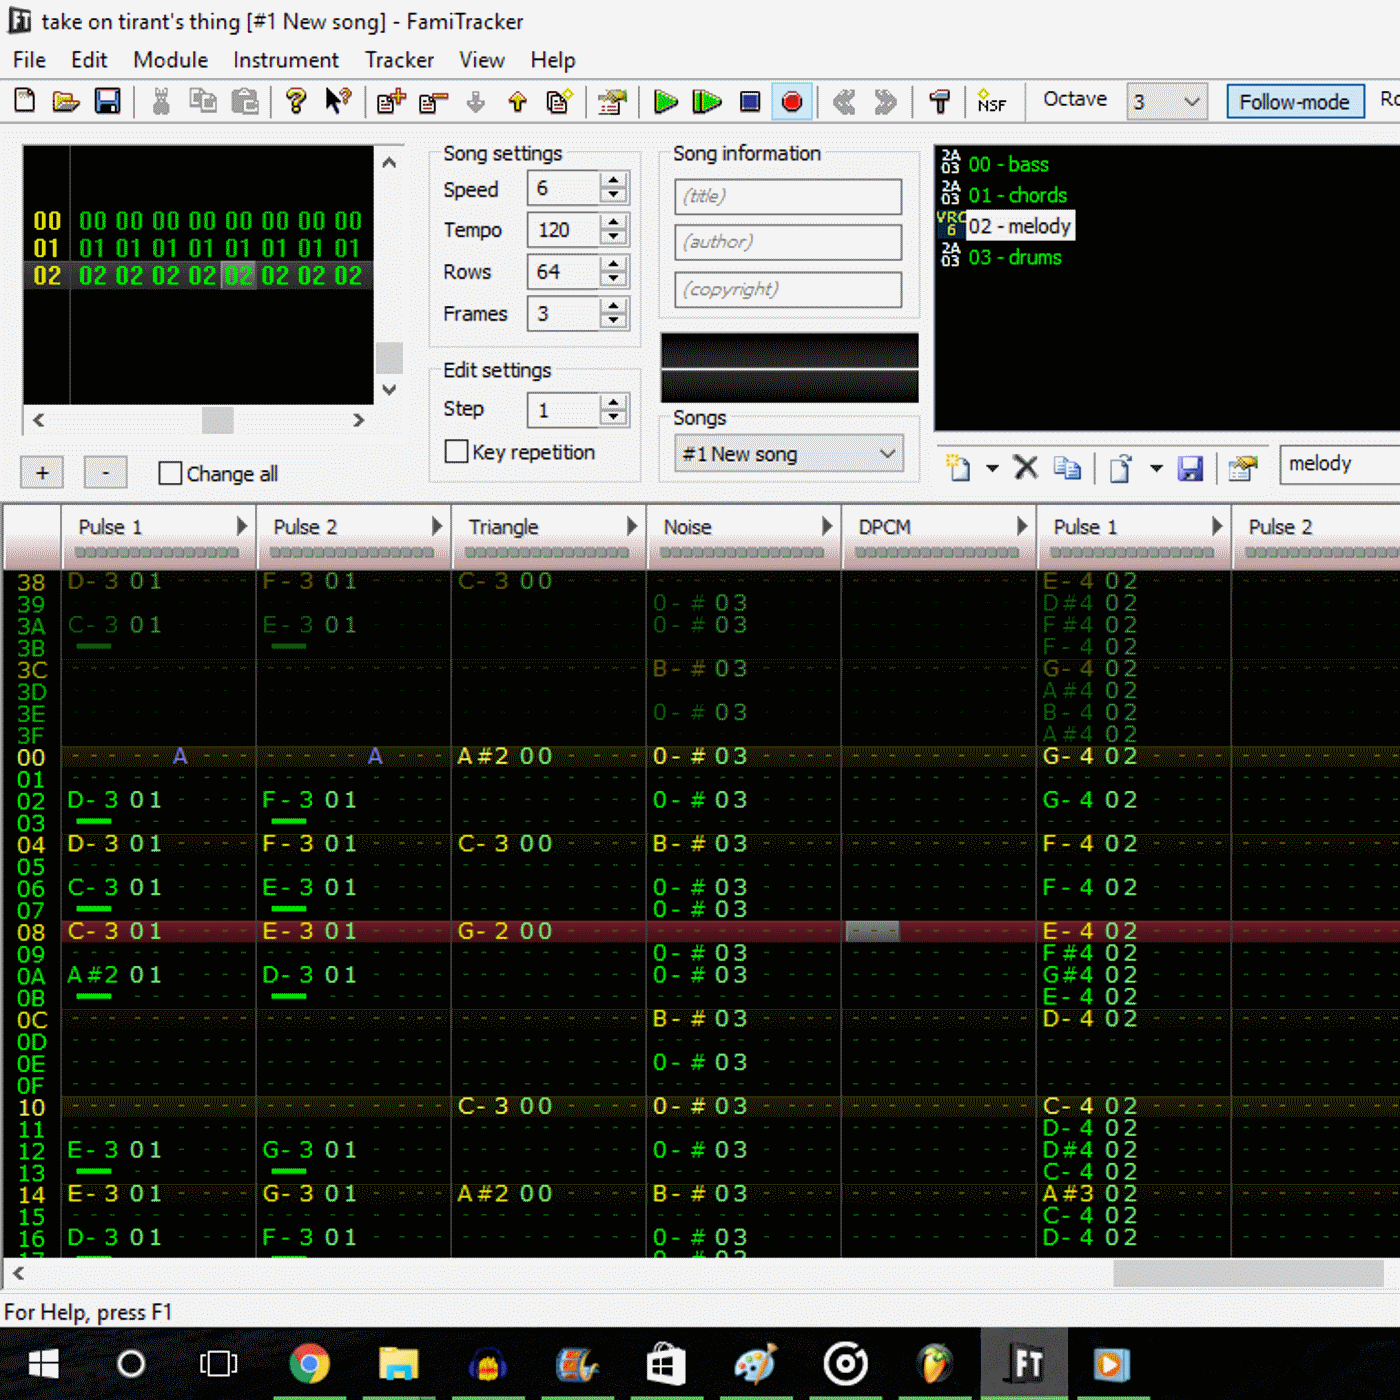 take on tirant's thing [#1 New song] - FamiTracker
File Edit Module Instrument Tracker View Help
NSF Octave 3 Follow-mode Ro
00 00 00 00 00 00 00 00 00
01 01 01 01 01 01 01 01 01
02 02 02 02 02 02 02 02 02
+ - Change all
Song settings
Speed 6
Tempo 120
Rows 64
Frames 3
Edit settings
Step 1
Key repetition
Song information
(title)
(author)
(copyright)
Songs
#1 New song
2A03 00 - bass
2A03 01 - chords
VRC6 02 - melody
2A03 03 - drums
melody
Pulse 1 Pulse 2 Triangle Noise DPCM Pulse 1 Pulse 2
38 D-3 01 F-3 01 C-3 00 E-4 02
39 0-# 03 D#4 02
3A C-3 01 E-3 01 0-# 03 F#4 02
3B F-4 02
3C B-# 03 G-4 02
3D A#4 02
3E 0-# 03 B-4 02
3F A#4 02
00 A A A#2 00 0-# 03 G-4 02
01
02 D-3 01 F-3 01 0-# 03 G-4 02
03
04 D-3 01 F-3 01 C-3 00 B-# 03 F-4 02
05
06 C-3 01 E-3 01 0-# 03 F-4 02
07 0-# 03
08 C-3 01 E-3 01 G-2 00 E-4 02
09 0-# 03 F#4 02
0A A#2 01 D-3 01 0-# 03 G#4 02
0B E-4 02
0C B-# 03 D-4 02
0D
0E 0-# 03
0F
10 C-3 00 0-# 03 C-4 02
11 D-4 02
12 E-3 01 G-3 01 0-# 03 D#4 02
13 C-4 02
14 E-3 01 G-3 01 A#2 00 B-# 03 A#3 02
15 C-4 02
16 D-3 01 F-3 01 0-# 03 D-4 02
For Help, press F1
FT